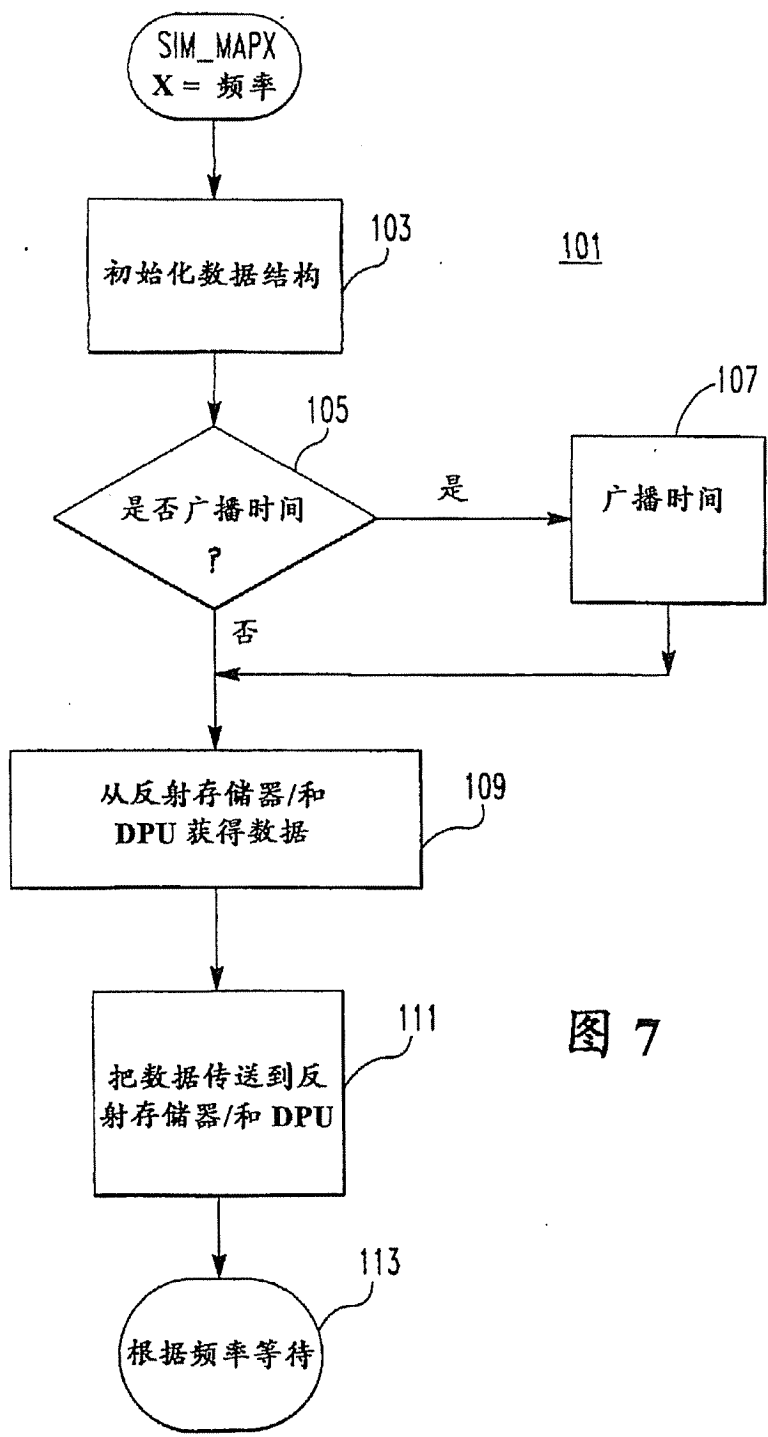 SIM_MAPX
X = 频率
103
初始化数据结构
101
105
107
是否广播时间
?
是
广播时间
否
从反射存储器/和
DPU 获得数据
109
111
把数据传送到反
射存储器/和 DPU
图 7
113
根据频率等待